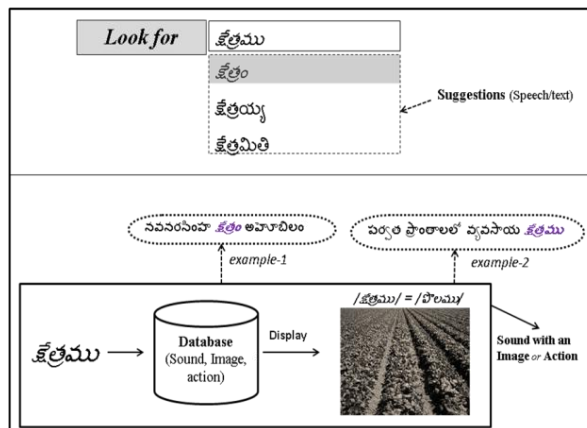 Look for
క్షేత్రము
క్షేత్రం
క్షేత్రయ్య
క్షేత్రమితి
Suggestions (Speech/text)
నవనరసింహ క్షేత్రం అహూబిలం
పర్వత ప్రాంతాలలో వ్యవసాయ క్షేత్రము
example-1
example-2
/క్షేత్రము/ = /పొలము/
క్షేత్రము
Database
(Sound, Image,
action)
Display
Sound with an
Image or Action